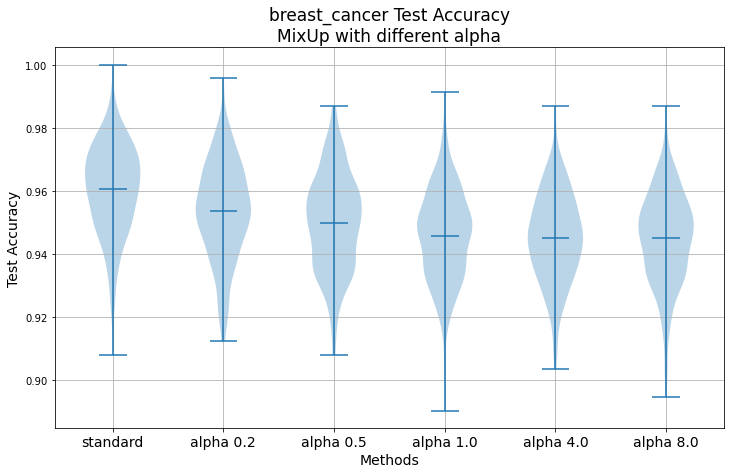 breast_cancer Test Accuracy
MixUp with different alpha
1.00
0.98
0.96
0.94
0.92
0.90
Test Accuracy
standard alpha 0.2 alpha 0.5 alpha 1.0 alpha 4.0 alpha 8.0
Methods